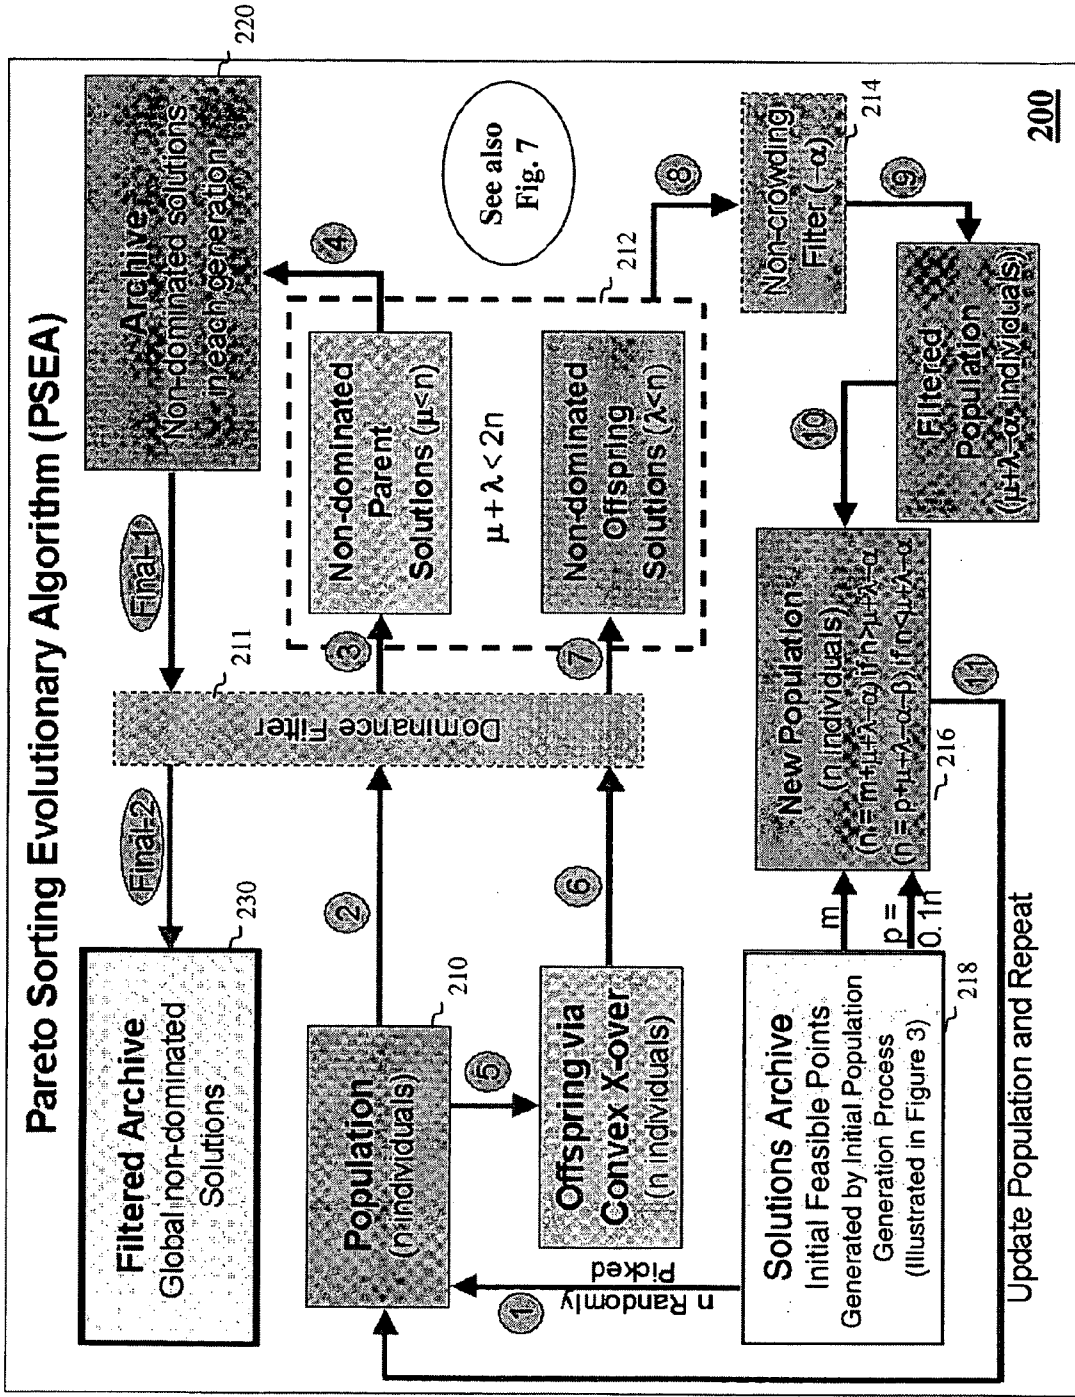 Pareto Sorting Evolutionary Algorithm (PSEA)
Filtered Archive
Global non-dominated
Solutions
230
Final-2
Final-1
211
Archive
Non-dominated solutions
in each generation
220
Dominance Filter
Population
(n individuals)
210
2
3
Non-dominated
Parent
Solutions (μ<n)
4
μ + λ < 2n
See also
Fig. 7
5
Offspring via
Convex X-over
(n individuals)
6
7
Non-dominated
Offspring
Solutions (λ<n)
212
8
1
n Randomly
Picked
Solutions Archive
Initial Feasible Points
Generated by Initial Population
Generation Process
(Illustrated in Figure 3)
218
m
p =
0.1n
New Population
(n individuals)
(n = m+μ+λ-α) if n>μ+λ-α
(n = p+μ+λ-α-β) if n<μ+λ-α
216
10
Filtered
Population
(μ+λ-α individuals)
9
Non-crowding
Filter (-α)
214
11
Update Population and Repeat
200